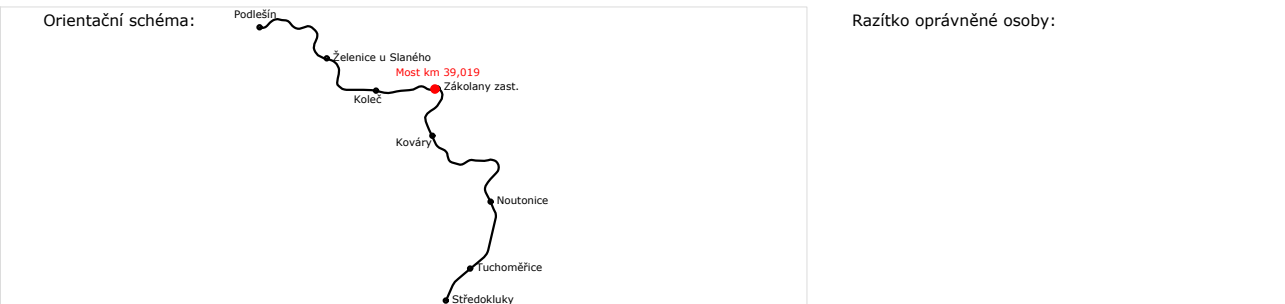 Orientační schéma:
Podlešín
Razítko oprávněné osoby:
Želenice u Slaného
Most km 39,019
Zákolany zast.
Koleč
Kováry
Noutonice
Tuchoměřice
Středokluky